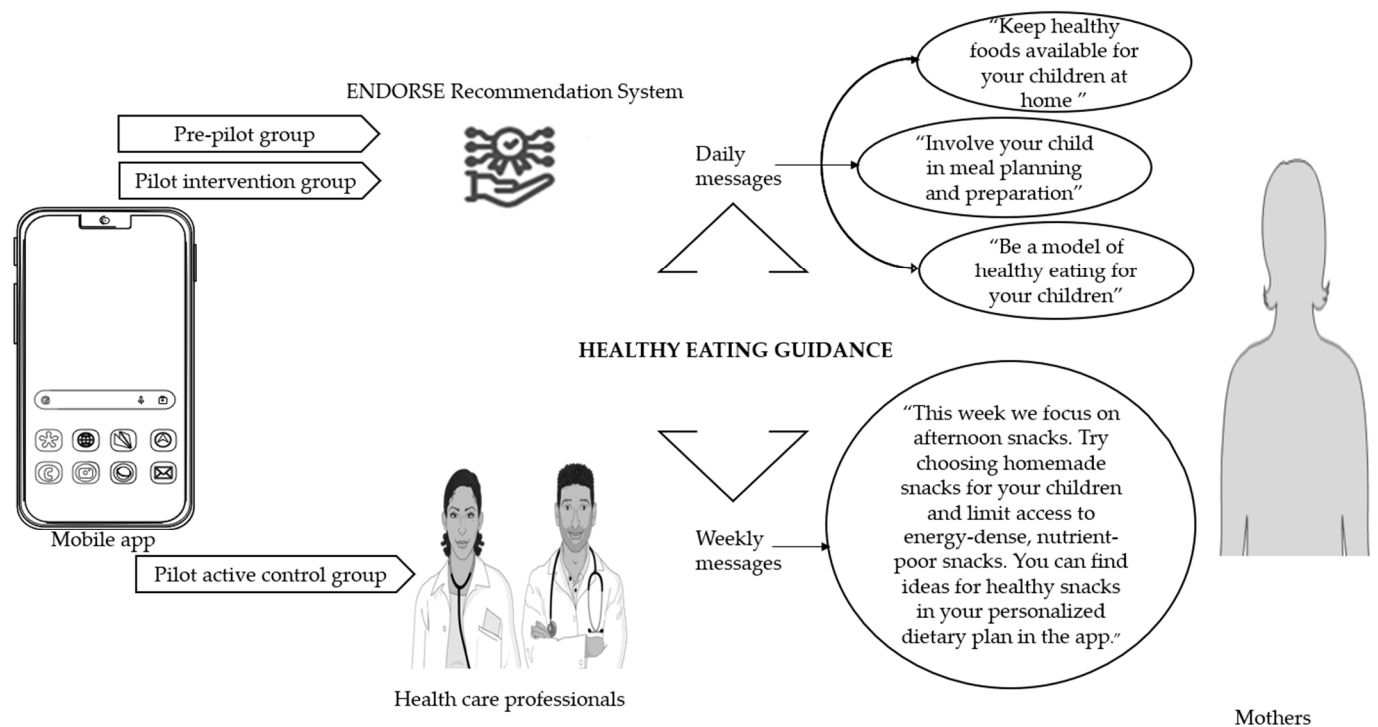 ENDORSE Recommendation System
Pre-pilot group
Pilot intervention group
Mobile app
Pilot active control group
Health care professionals
Daily
messages
“Keep healthy
foods available for
your children at
home ”
“Involve your child
in meal planning
and preparation”
“Be a model of
healthy eating for
your children”
HEALTHY EATING GUIDANCE
Weekly
messages
“This week we focus on
afternoon snacks. Try
choosing homemade
snacks for your children
and limit access to
energy-dense, nutrient-
poor snacks. You can find
ideas for healthy snacks
in your personalized
dietary plan in the app.”
Mothers